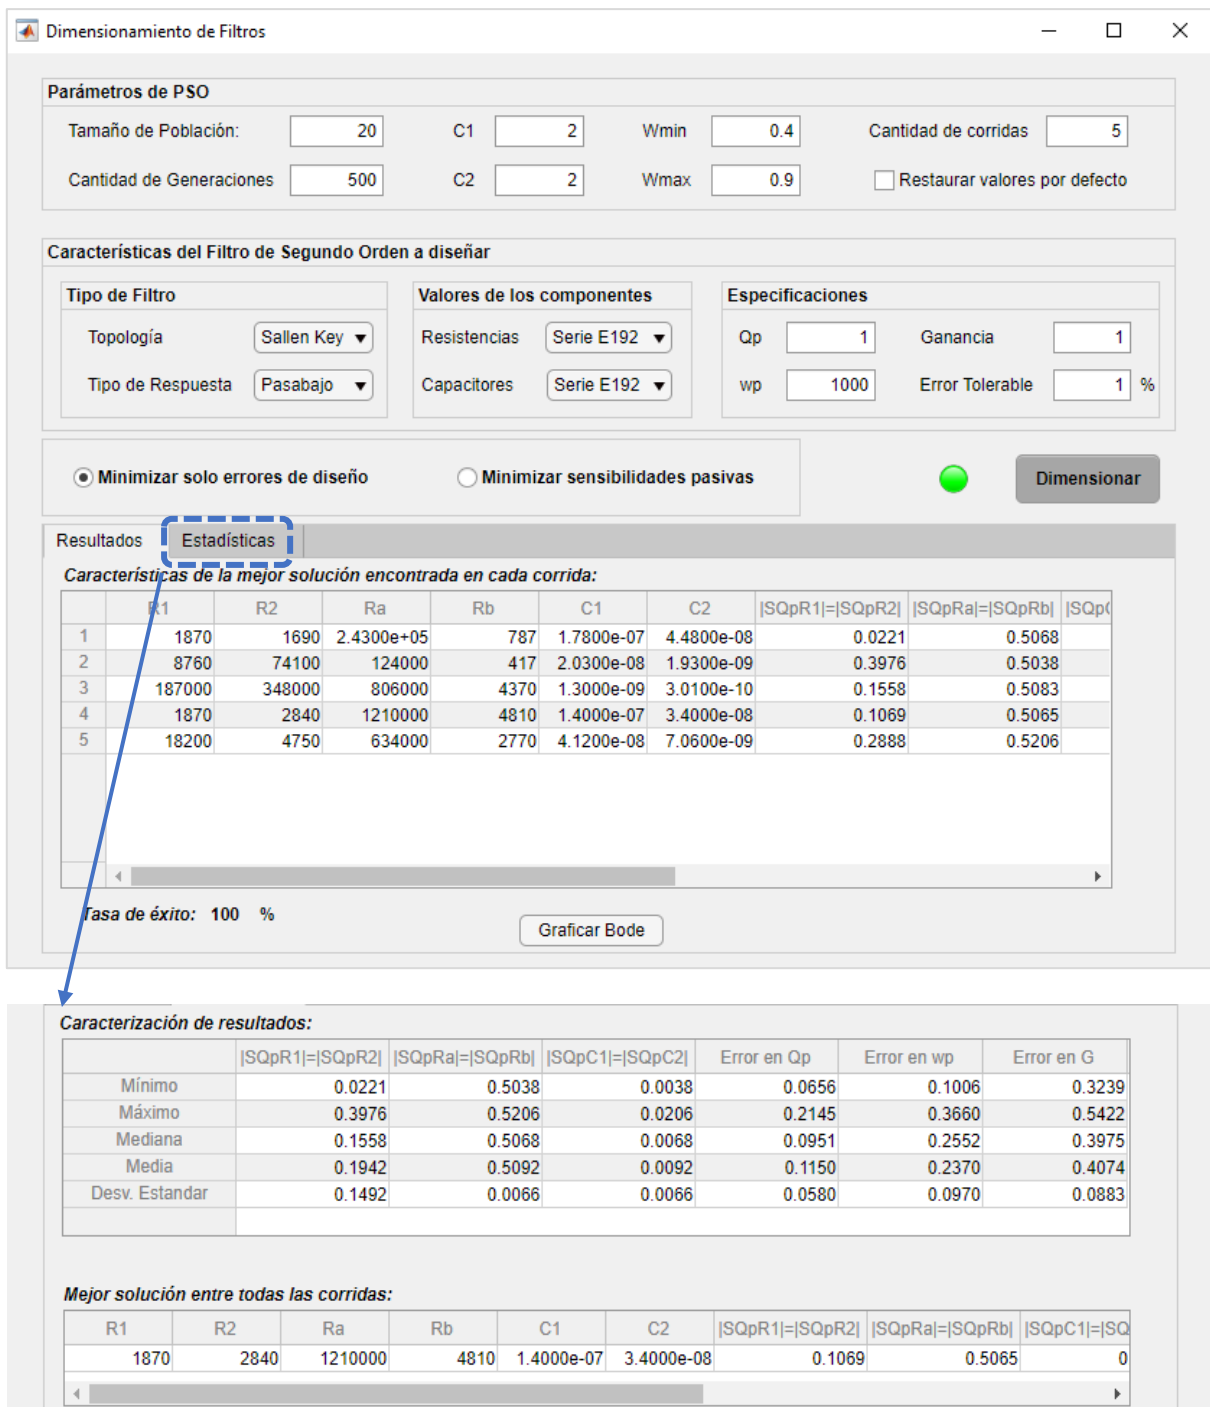 Dimensionamiento de Filtros
Parámetros de PSO
Tamaño de Población: 20 C1 2 Wmin 0.4 Cantidad de corridas 5
Cantidad de Generaciones 500 C2 2 Wmax 0.9 Restaurar valores por defecto
Características del Filtro de Segundo Orden a diseñar
Tipo de Filtro Valores de los componentes Especificaciones
Topología Sallen Key Resistencias Serie E192 Qp 1 Ganancia 1
Tipo de Respuesta Pasabajo Capacitores Serie E192 wp 1000 Error Tolerable 1 %
Minimizar solo errores de diseño Minimizar sensibilidades pasivas Dimensionar
Resultados Estadísticas
Características de la mejor solución encontrada en cada corrida:
R1 R2 Ra Rb C1 C2 |SQpR1|=|SQpR2| |SQpRa|=|SQpRb| |SQp(
1 1870 1690 2.4300e+05 787 1.7800e-07 4.4800e-08 0.0221 0.5068
2 8760 74100 124000 417 2.0300e-08 1.9300e-09 0.3976 0.5038
3 187000 348000 806000 4370 1.3000e-09 3.0100e-10 0.1558 0.5083
4 1870 2840 1210000 4810 1.4000e-07 3.4000e-08 0.1069 0.5065
5 18200 4750 634000 2770 4.1200e-08 7.0600e-09 0.2888 0.5206
Tasa de éxito: 100 %
Graficar Bode
Caracterización de resultados:
|SQpR1|=|SQpR2| |SQpRa|=|SQpRb| |SQpC1|=|SQpC2| Error en Qp Error en wp Error en G
Mínimo 0.0221 0.5038 0.0038 0.0656 0.1006 0.3239
Máximo 0.3976 0.5206 0.0206 0.2145 0.3660 0.5422
Mediana 0.1558 0.5068 0.0068 0.0951 0.2552 0.3975
Media 0.1942 0.5092 0.0092 0.1150 0.2370 0.4074
Desv. Estandar 0.1492 0.0066 0.0066 0.0580 0.0970 0.0883
Mejor solución entre todas las corridas:
R1 R2 Ra Rb C1 C2 |SQpR1|=|SQpR2| |SQpRa|=|SQpRb| |SQpC1|=|SQ
1870 2840 1210000 4810 1.4000e-07 3.4000e-08 0.1069 0.5065 0